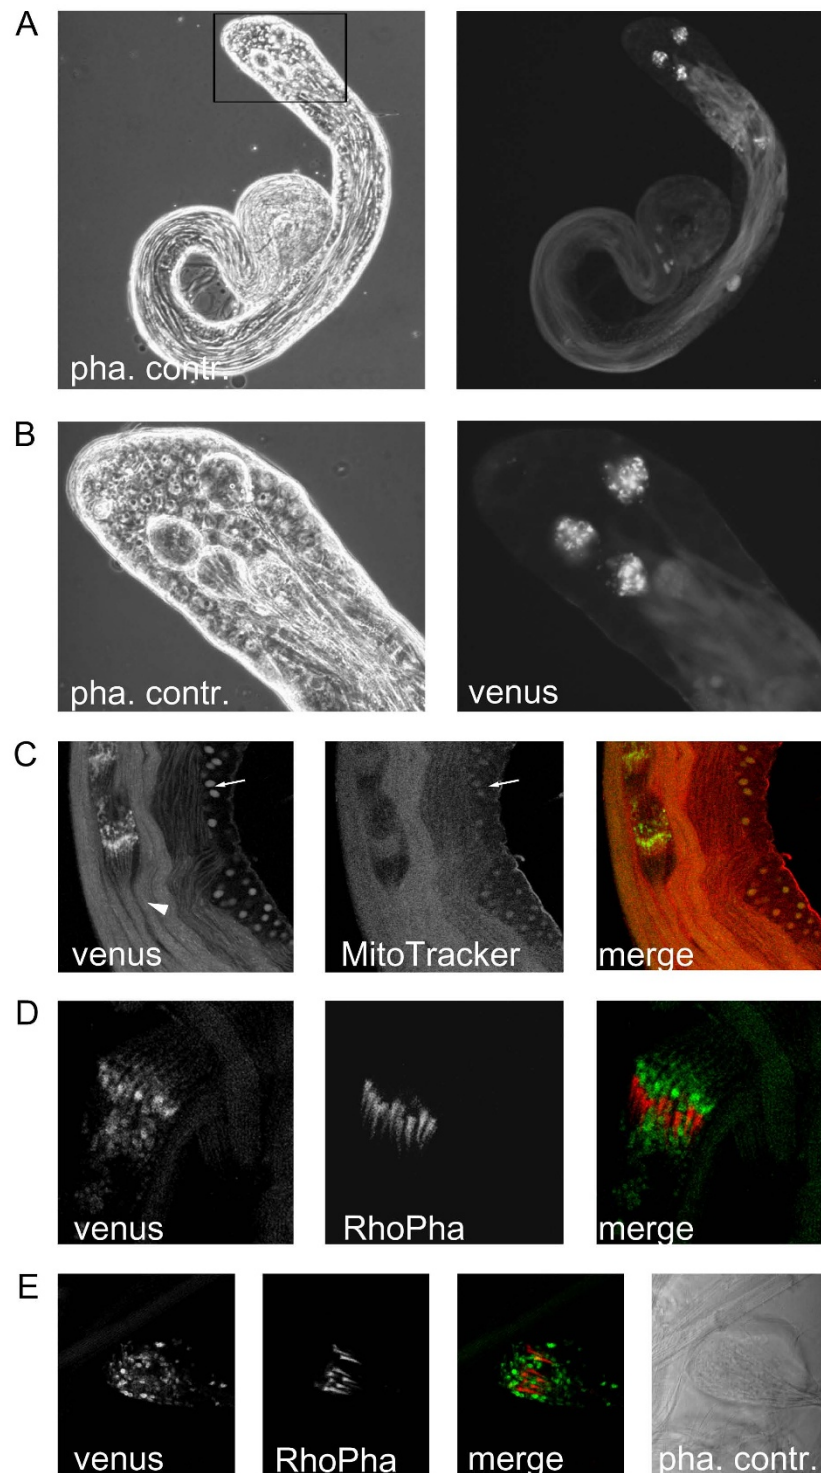 A
pha. contr.
B
pha. contr.
venus
C
venus
MitoTracker
merge
D
venus
RhoPha
merge
E
venus
RhoPha
merge
pha. contr.